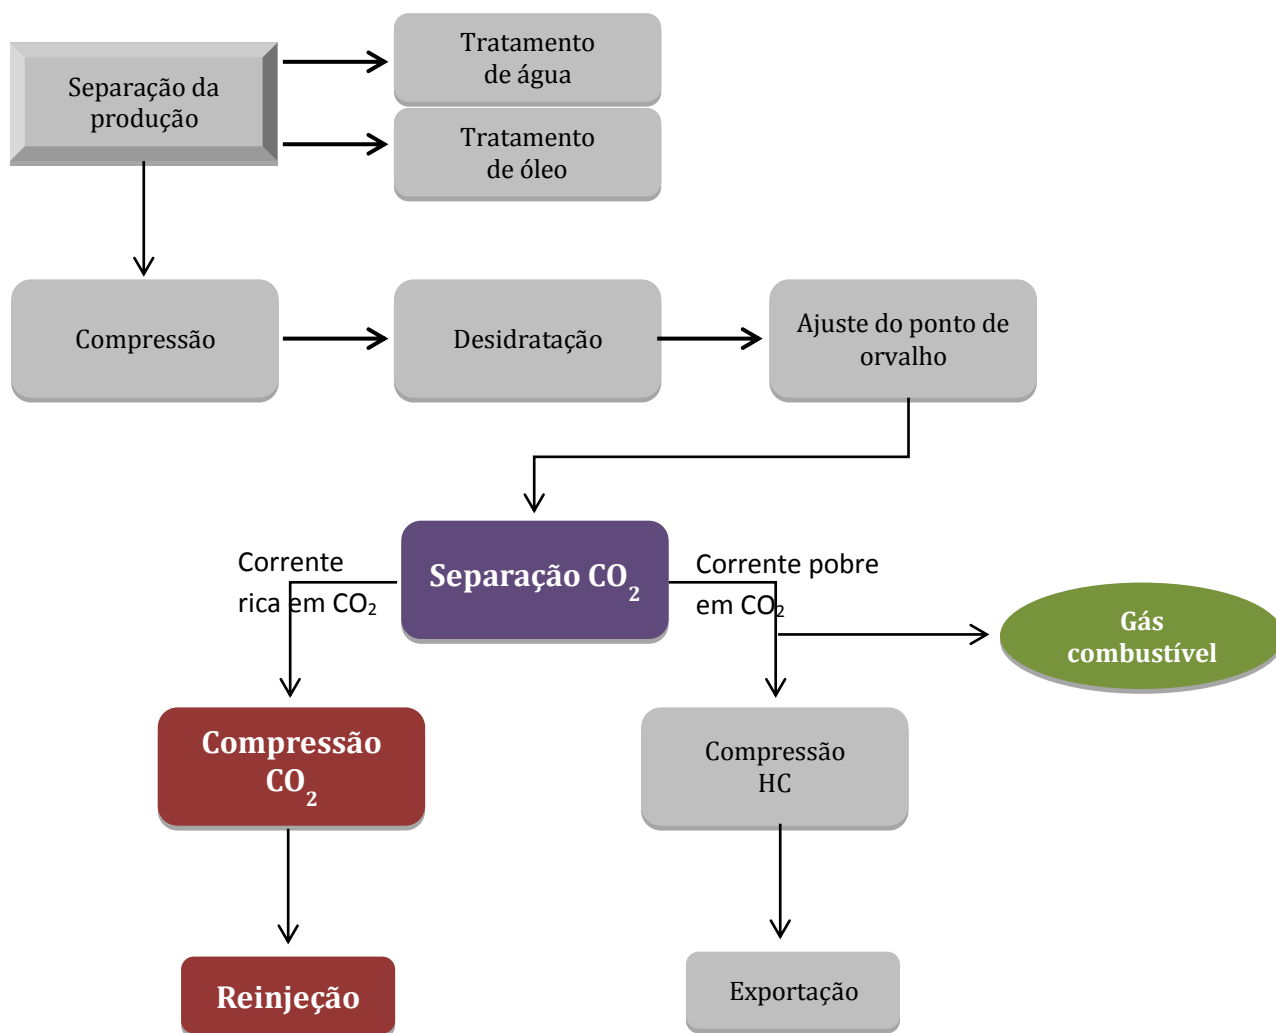 Tratamento
de água
Separação da
produção
Tratamento
de óleo
Compressão
Desidratação
Ajuste do ponto de
orvalho
Corrente
rica em CO₂
Separação CO₂
Corrente pobre
em CO₂
Gás
combustível
Compressão
CO₂
Compressão
HC
Reinjeção
Exportação